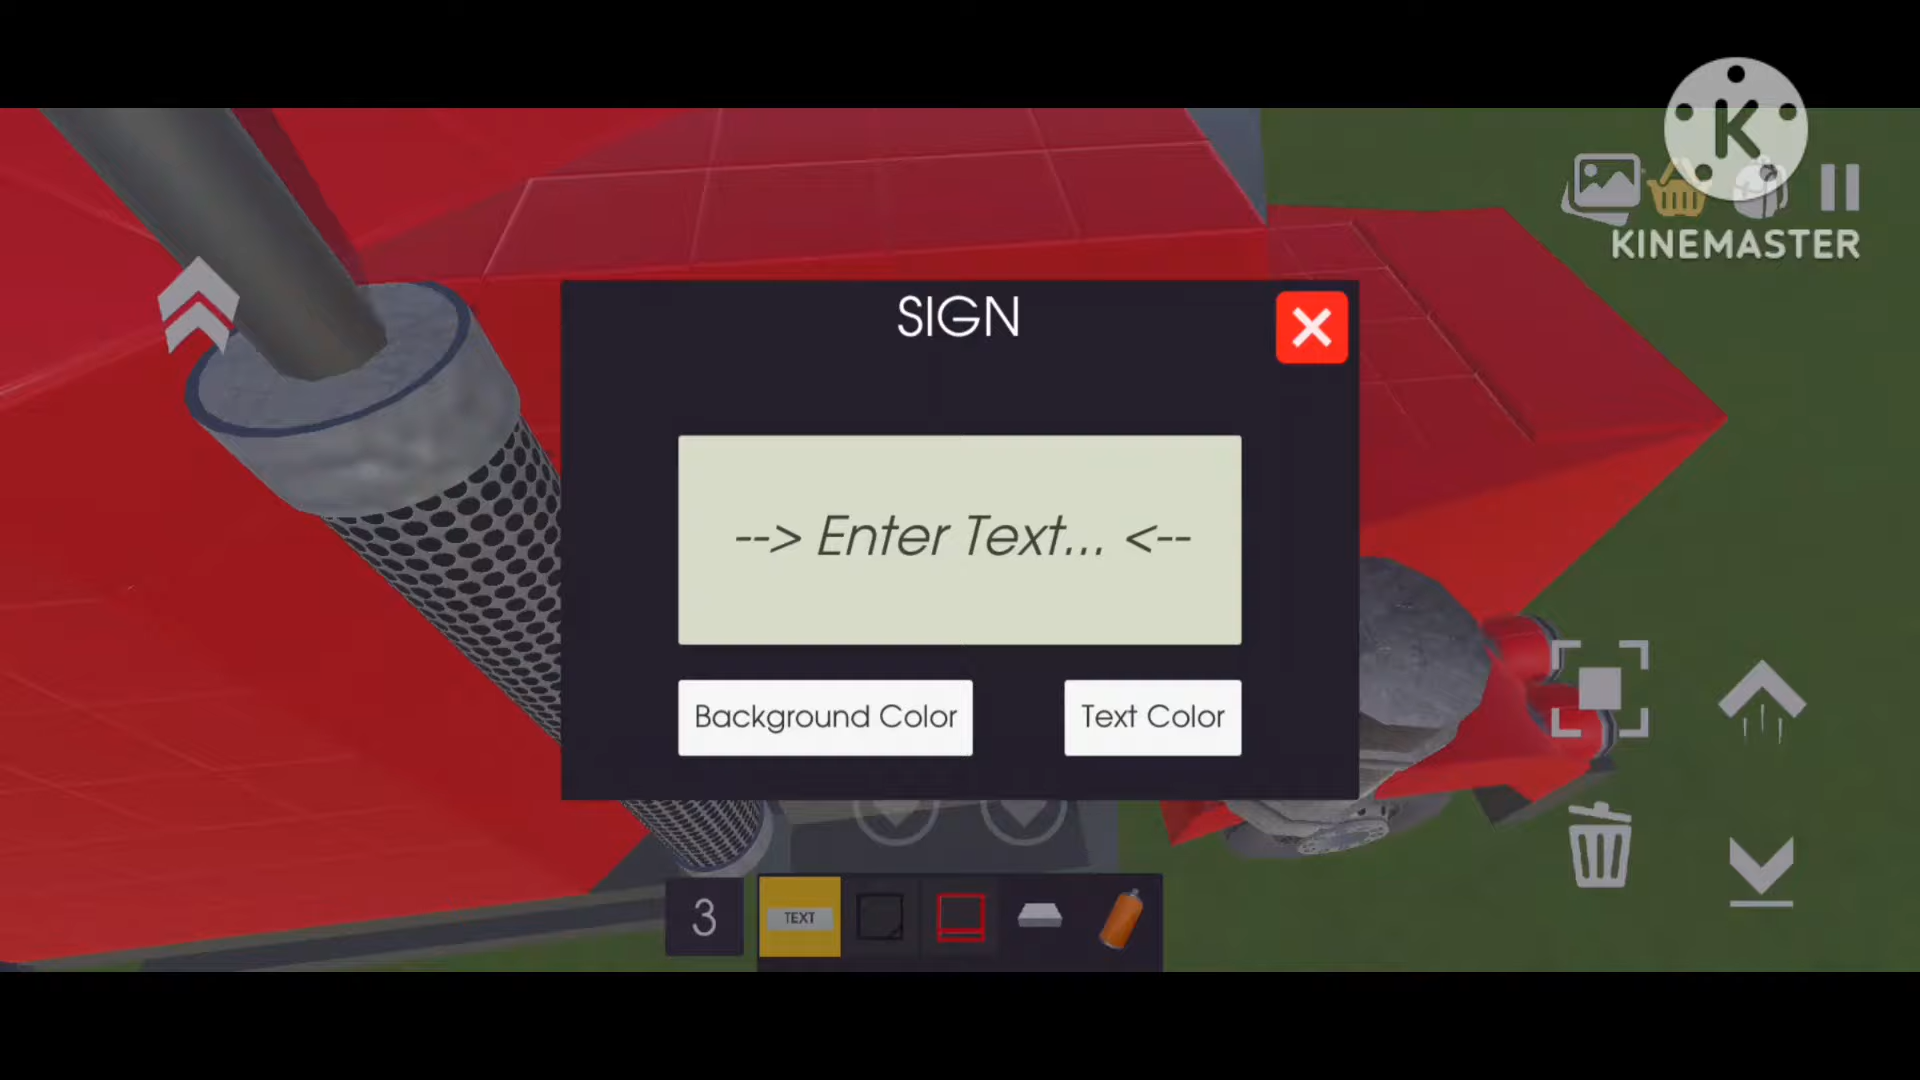 K
KINEMASTER
SIGN
--> Enter Text... <--
Background Color
Text Color
3
TEXT